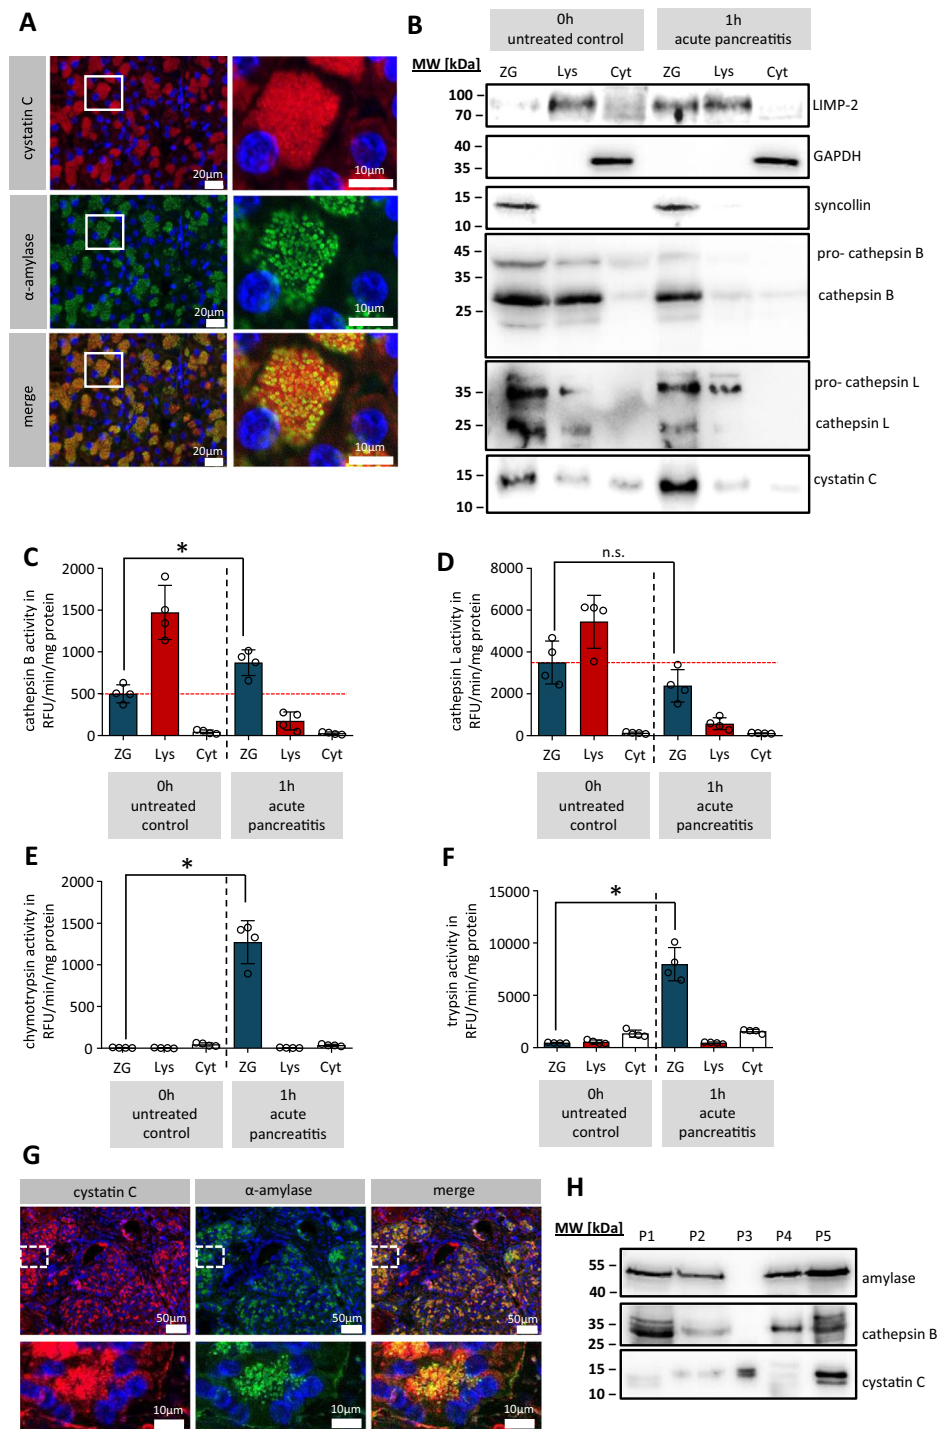 A
cystatin C
20µm
10µm
α-amylase
20µm
10µm
merge
20µm
10µm
B
0h
untreated control
1h
acute pancreatitis
MW [kDa]
ZG
Lys
Cyt
ZG
Lys
Cyt
100
70
LIMP-2
40
35
GAPDH
15
10
syncollin
45
35
25
pro- cathepsin B
cathepsin B
35
25
pro- cathepsin L
cathepsin L
15
10
cystatin C
C
cathepsin B activity in
RFU/min/mg protein
2000
1500
1000
500
0
*
ZG
Lys
Cyt
ZG
Lys
Cyt
0h
untreated
control
1h
acute
pancreatitis
D
cathepsin L activity in
RFU/min/mg protein
8000
6000
4000
2000
0
n.s.
ZG
Lys
Cyt
ZG
Lys
Cyt
0h
untreated
control
1h
acute
pancreatitis
E
chymotrypsin activity in
RFU/min/mg protein
2000
1500
1000
500
0
*
ZG
Lys
Cyt
ZG
Lys
Cyt
0h
untreated
control
1h
acute
pancreatitis
F
trypsin activity in
RFU/min/mg protein
15000
10000
5000
0
*
ZG
Lys
Cyt
ZG
Lys
Cyt
0h
untreated
control
1h
acute
pancreatitis
G
cystatin C
α-amylase
merge
50µm
50µm
50µm
10µm
10µm
10µm
H
MW [kDa]
P1
P2
P3
P4
P5
55
40
amylase
35
25
cathepsin B
15
10
cystatin C